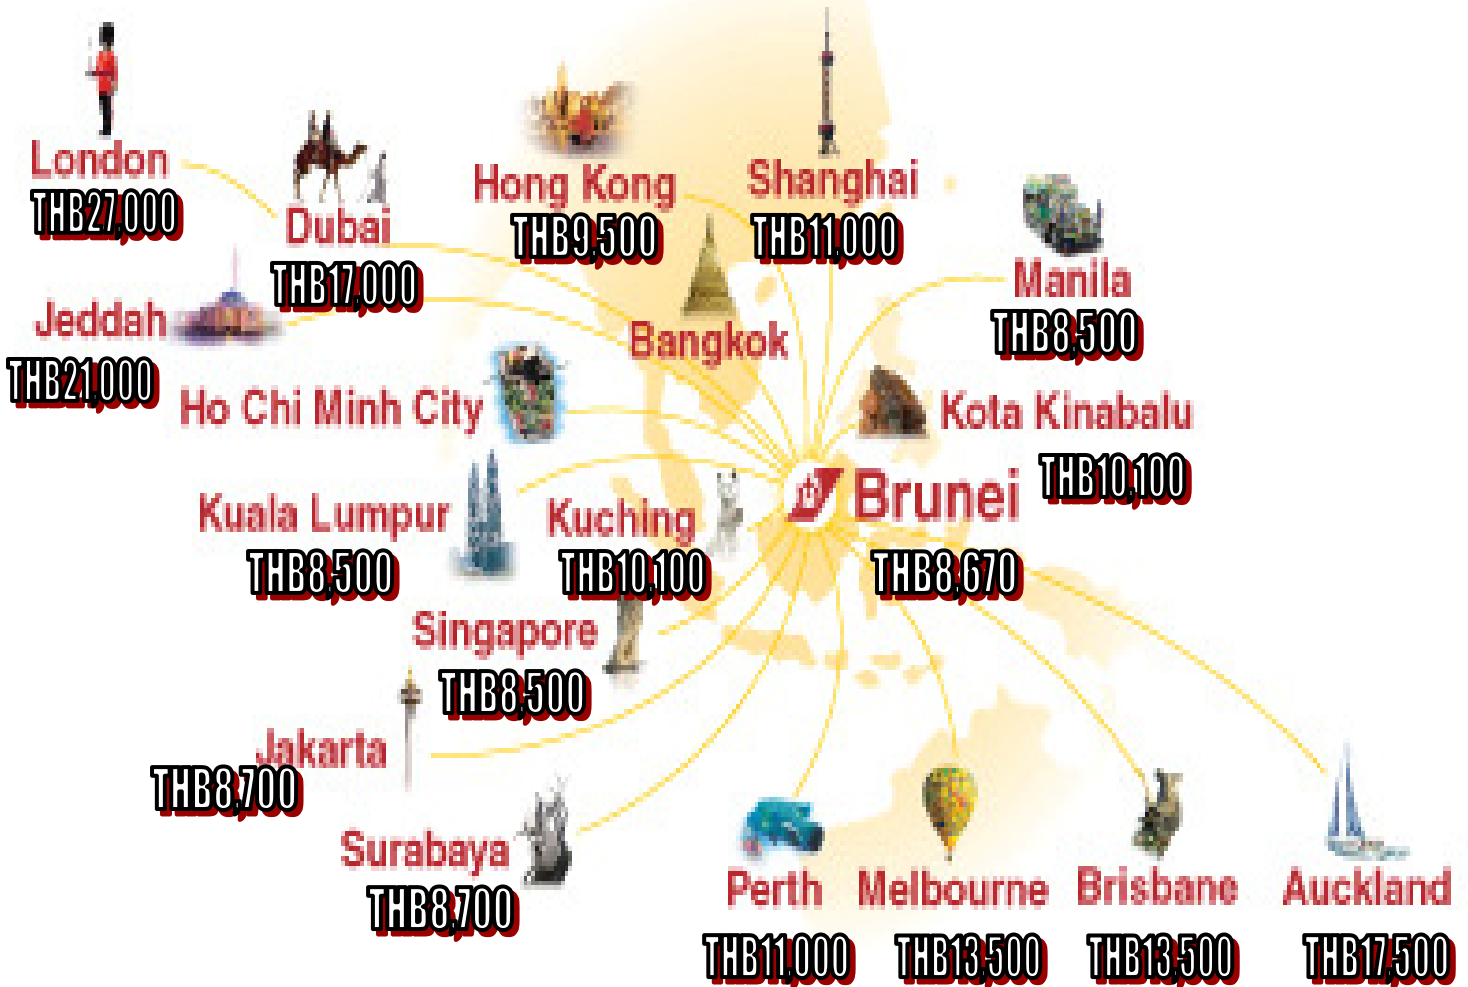 London
THB27,000
Dubai
THB17,000
Hong Kong
THB9,500
Shanghai
THB11,000
Manila
THB8,500
Jeddah
THB21,000
Bangkok
Ho Chi Minh City
Kota Kinabalu
THB10,100
Kuala Lumpur
THB8,500
Kuching
THB10,100
Brunei
THB8,670
Singapore
THB8,500
Jakarta
THB8,700
Surabaya
THB8,700
Perth
THB11,000
Melbourne
THB13,500
Brisbane
THB13,500
Auckland
THB17,500